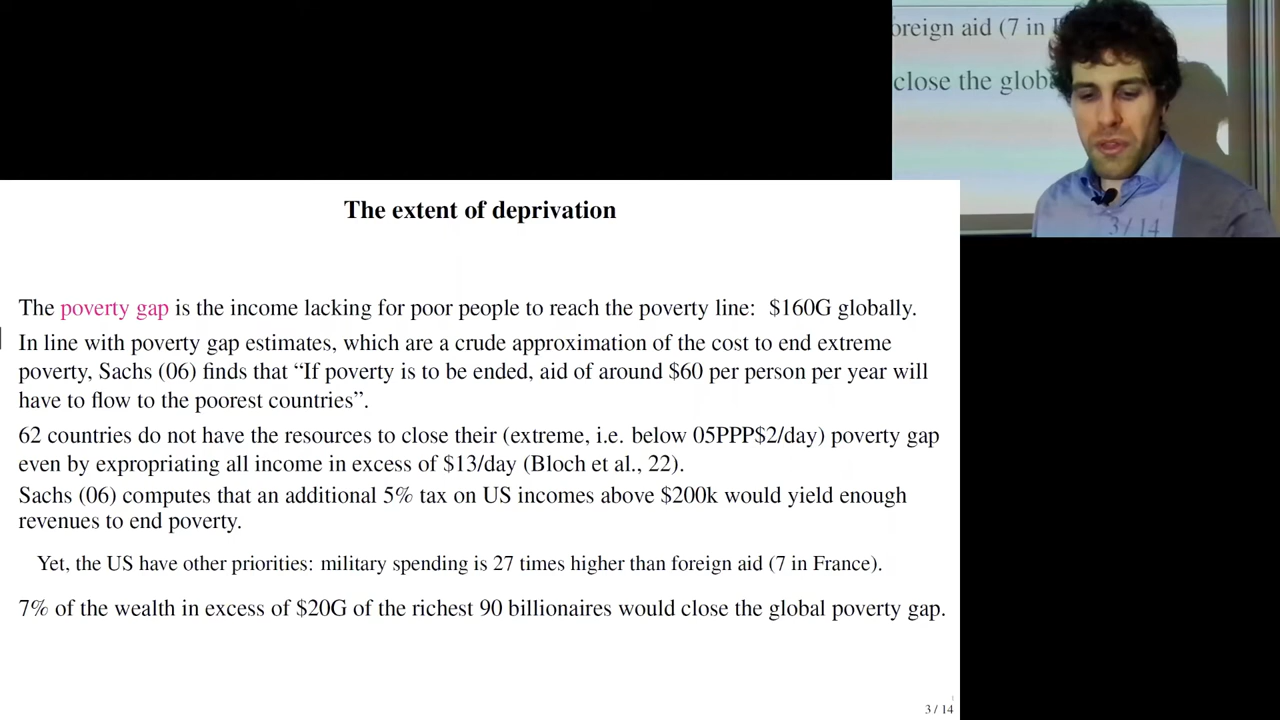 oreign aid (7 in
close the glob
3 / 14
The extent of deprivation
The poverty gap is the income lacking for poor people to reach the poverty line: $160G globally.
In line with poverty gap estimates, which are a crude approximation of the cost to end extreme
poverty, Sachs (06) finds that “If poverty is to be ended, aid of around $60 per person per year will
have to flow to the poorest countries”.
62 countries do not have the resources to close their (extreme, i.e. below 05PPP$2/day) poverty gap
even by expropriating all income in excess of $13/day (Bloch et al., 22).
Sachs (06) computes that an additional 5% tax on US incomes above $200k would yield enough
revenues to end poverty.
Yet, the US have other priorities: military spending is 27 times higher than foreign aid (7 in France).
7% of the wealth in excess of $20G of the richest 90 billionaires would close the global poverty gap.
3 / 14